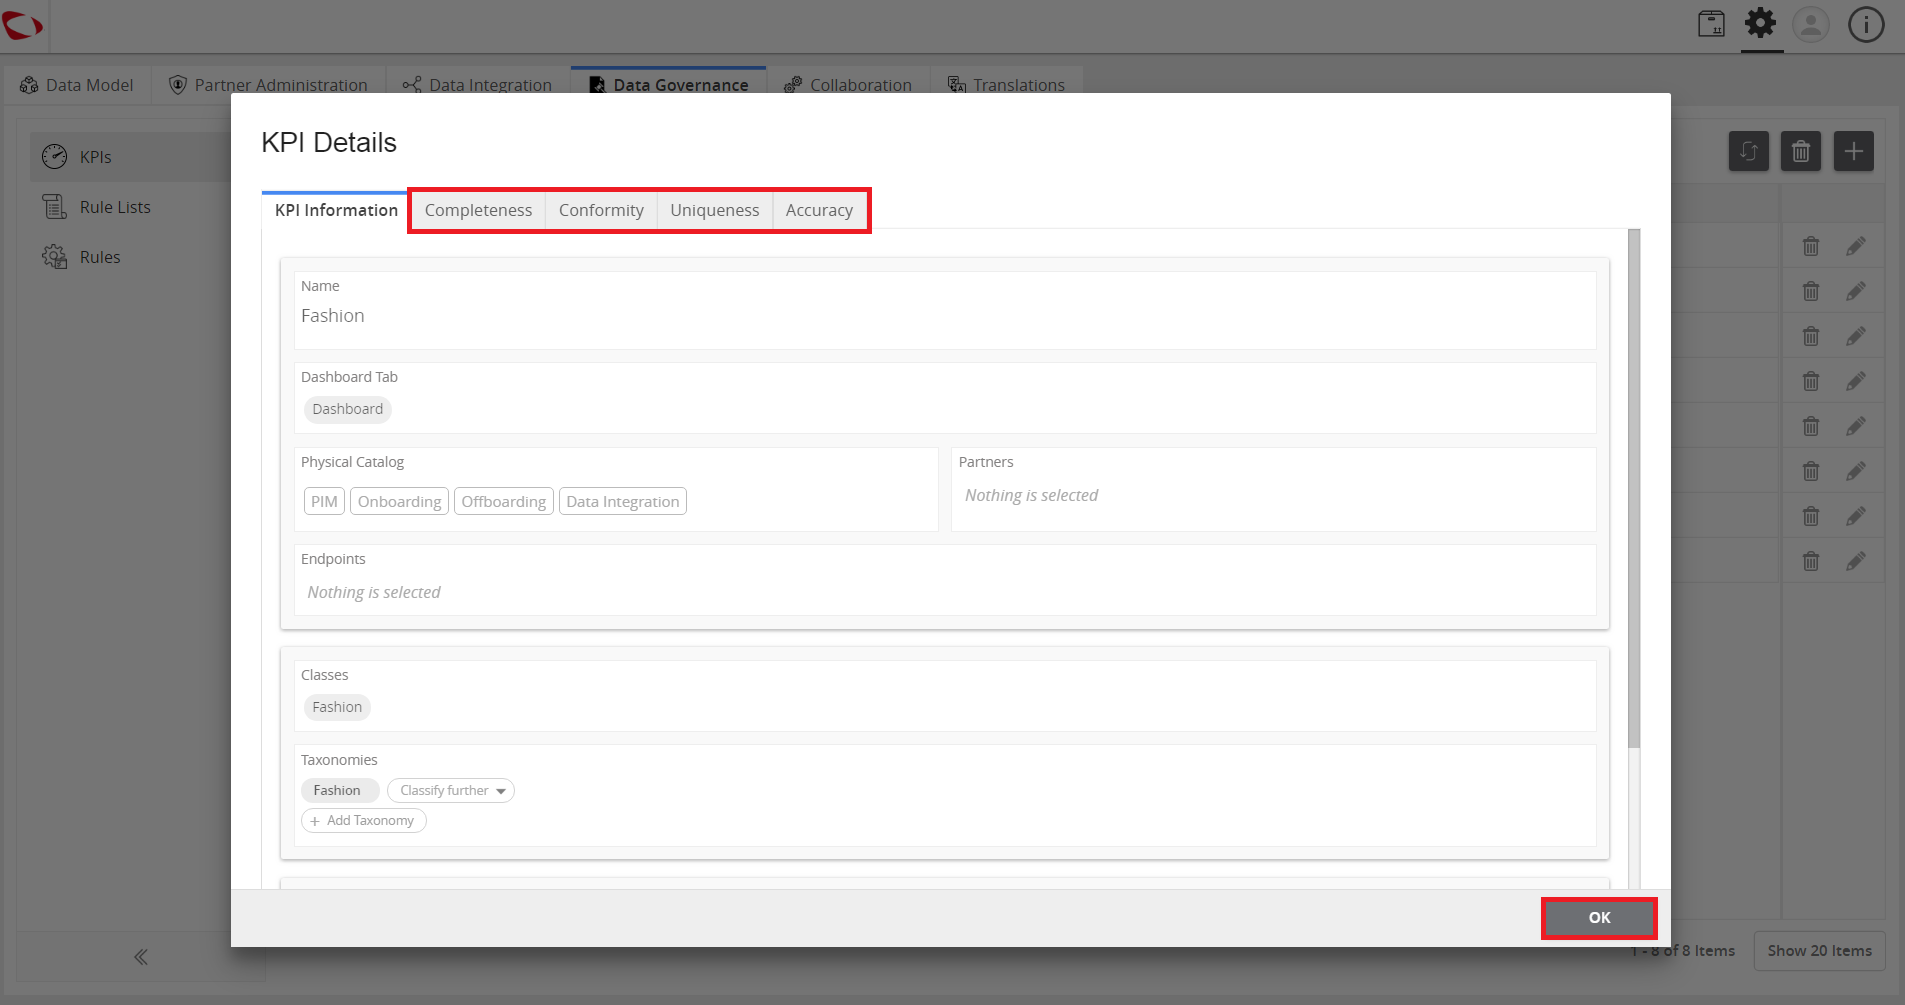 Data Model
Partner Administration
Data Integration
Data Governance
Collaboration
Translations
KPIs
Rule Lists
Rules
KPI Details
KPI Information
Completeness
Conformity
Uniqueness
Accuracy
Name
Fashion
Dashboard Tab
Dashboard
Physical Catalog
PIM
Onboarding
Offboarding
Data Integration
Partners
Nothing is selected
Endpoints
Nothing is selected
Classes
Fashion
Taxonomies
Fashion
Classify further
+ Add Taxonomy
OK
1 - 8 of 8 Items
Show 20 Items